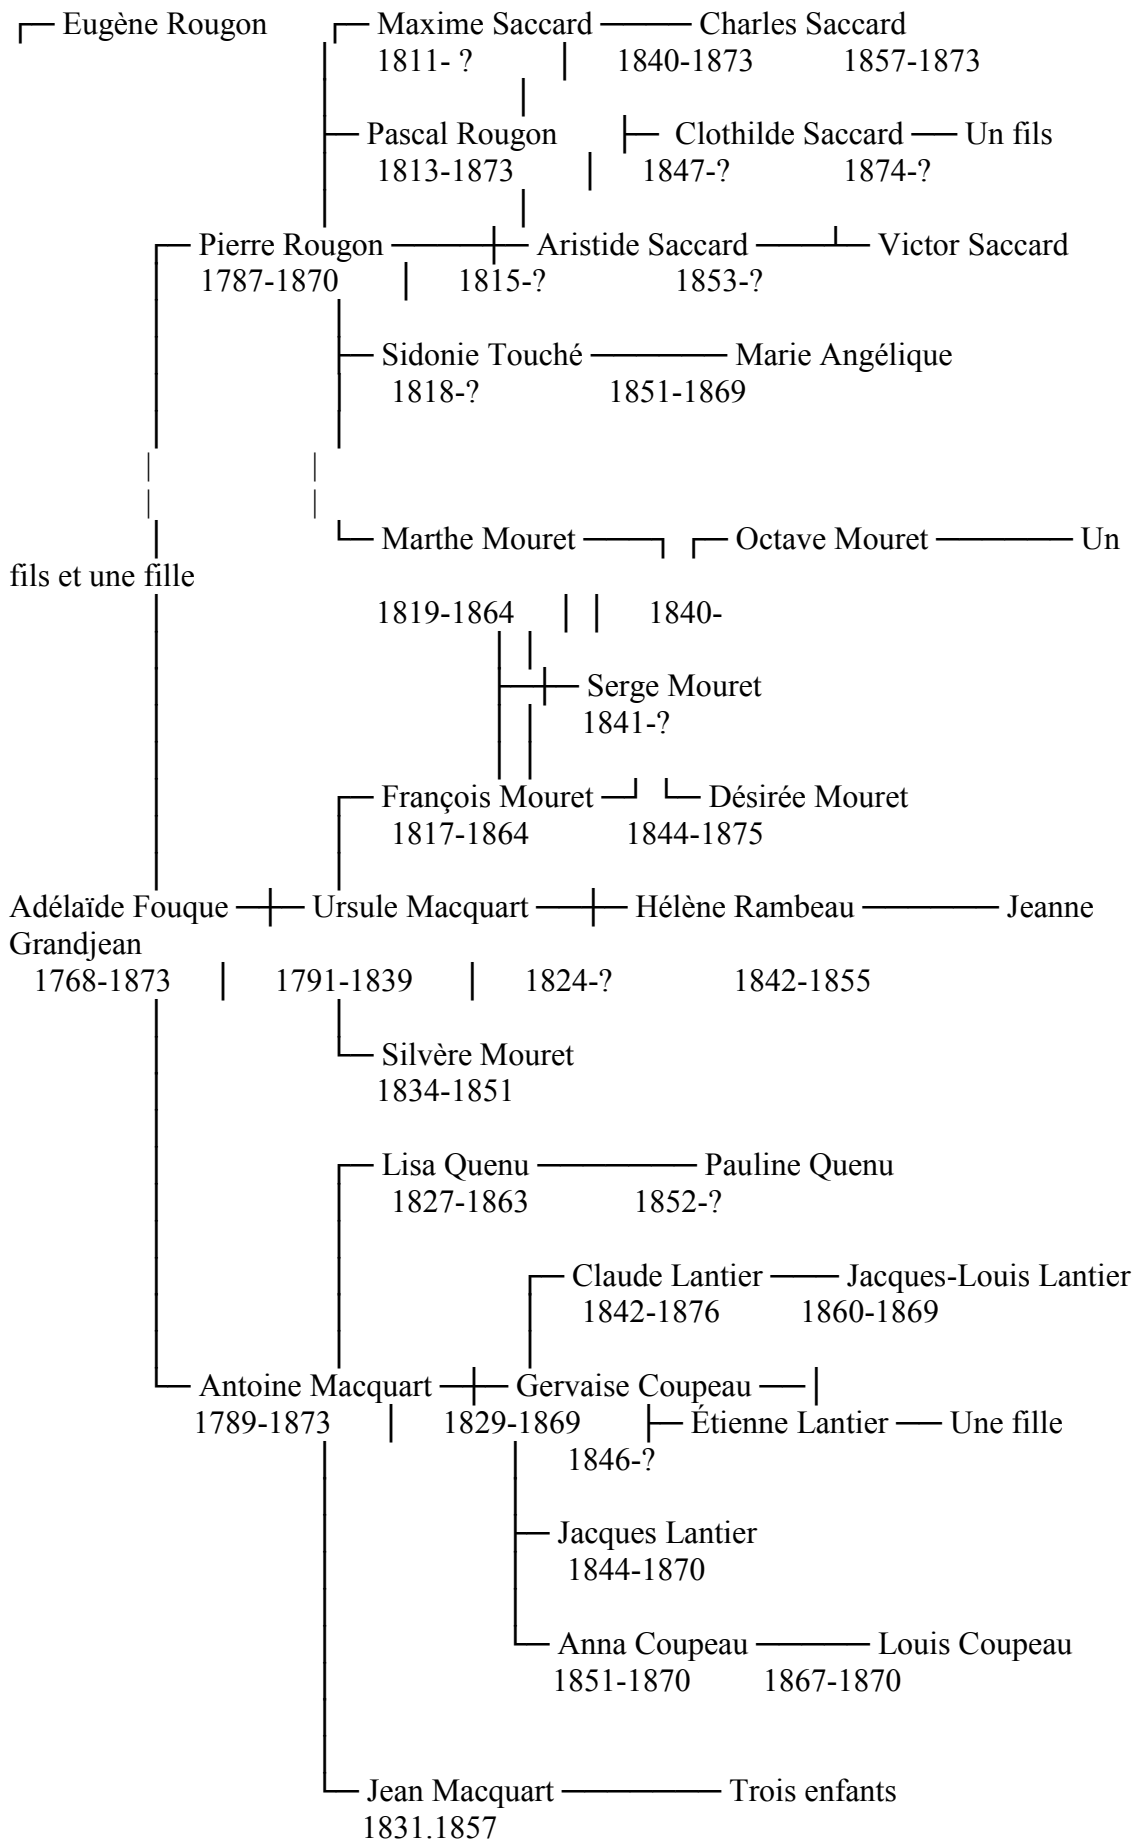 Eugène Rougon Maxime Saccard Charles Saccard
1811- ? 1840-1873 1857-1873
Pascal Rougon Clothilde Saccard Un fils
1813-1873 1847-? 1874-?
Pierre Rougon Aristide Saccard Victor Saccard
1787-1870 1815-? 1853-?
Sidonie Touché Marie Angélique
1818-? 1851-1869
Marthe Mouret Octave Mouret Un
fils et une fille
1819-1864 1840-
Serge Mouret
1841-?
François Mouret Désirée Mouret
1817-1864 1844-1875
Adélaïde Fouque Ursule Macquart Hélène Rambeau Jeanne
Grandjean
1768-1873 1791-1839 1824-? 1842-1855
Silvère Mouret
1834-1851
Lisa Quenu Pauline Quenu
1827-1863 1852-?
Claude Lantier Jacques-Louis Lantier
1842-1876 1860-1869
Antoine Macquart Gervaise Coupeau
1789-1873 1829-1869 Étienne Lantier Une fille
1846-?
Jacques Lantier
1844-1870
Anna Coupeau Louis Coupeau
1851-1870 1867-1870
Jean Macquart Trois enfants
1831.1857